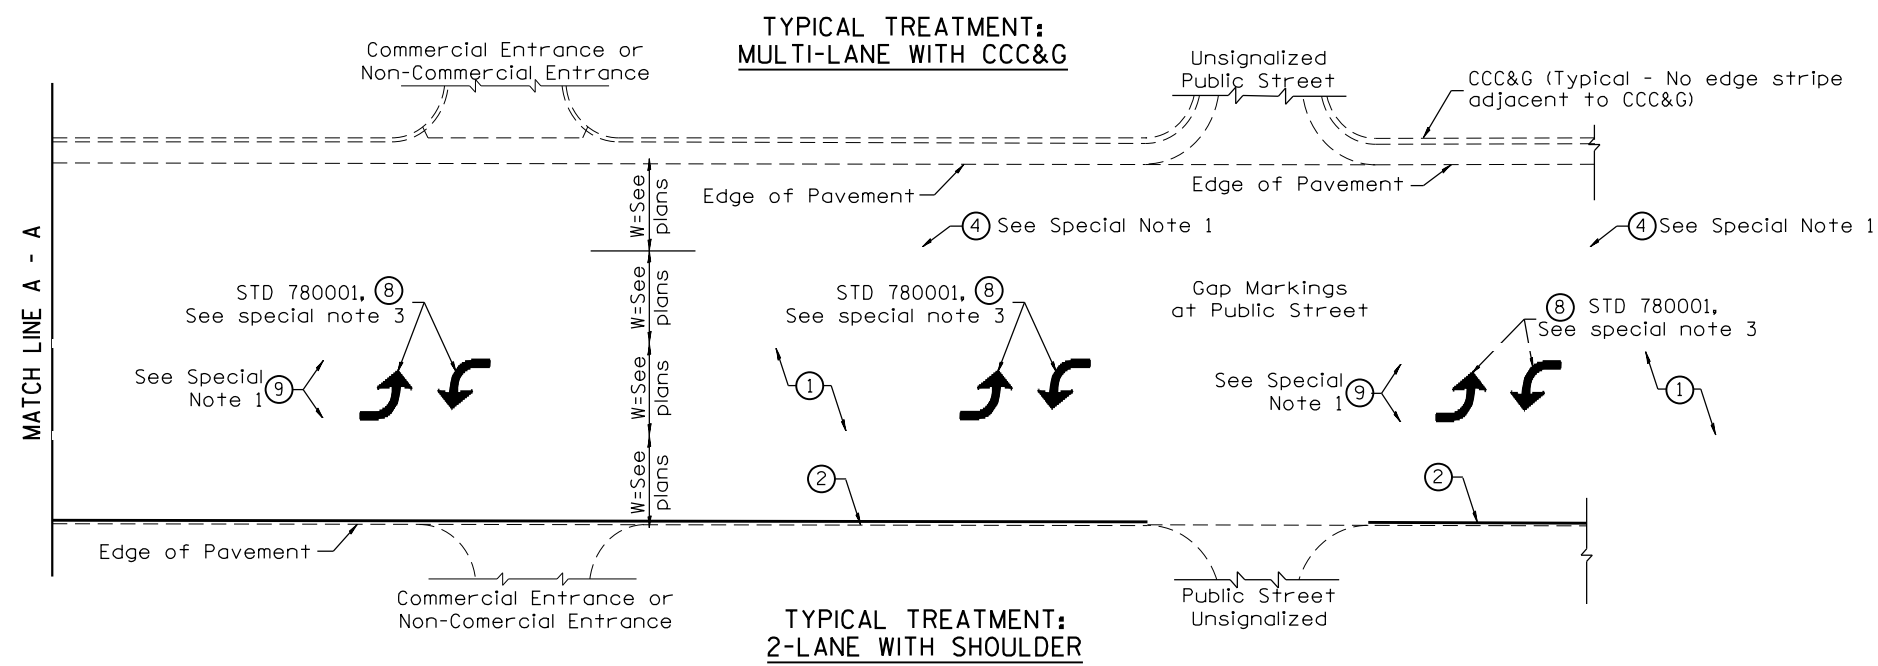 TYPICAL TREATMENT:
MULTI-LANE WITH CCC&G
Commercial Entrance or
Non-Commercial Entrance
Unsignalized
Public Street
CCC&G (Typical - No edge stripe
adjacent to CCC&G)
Edge of Pavement
Edge of Pavement
W=See
plans
4 See Special Note 1
4 See Special Note 1
MATCH LINE A - A
STD 780001, 8
See special note 3
W=See
plans
STD 780001, 8
See special note 3
Gap Markings
at Public Street
8 STD 780001,
See special note 3
See Special
Note 1 9
W=See
plans
1
See Special
Note 1 9
1
W=See
plans
2
2
Edge of Pavement
Commercial Entrance or
Non-Comercial Entrance
Public Street
Unsignalized
TYPICAL TREATMENT:
2-LANE WITH SHOULDER